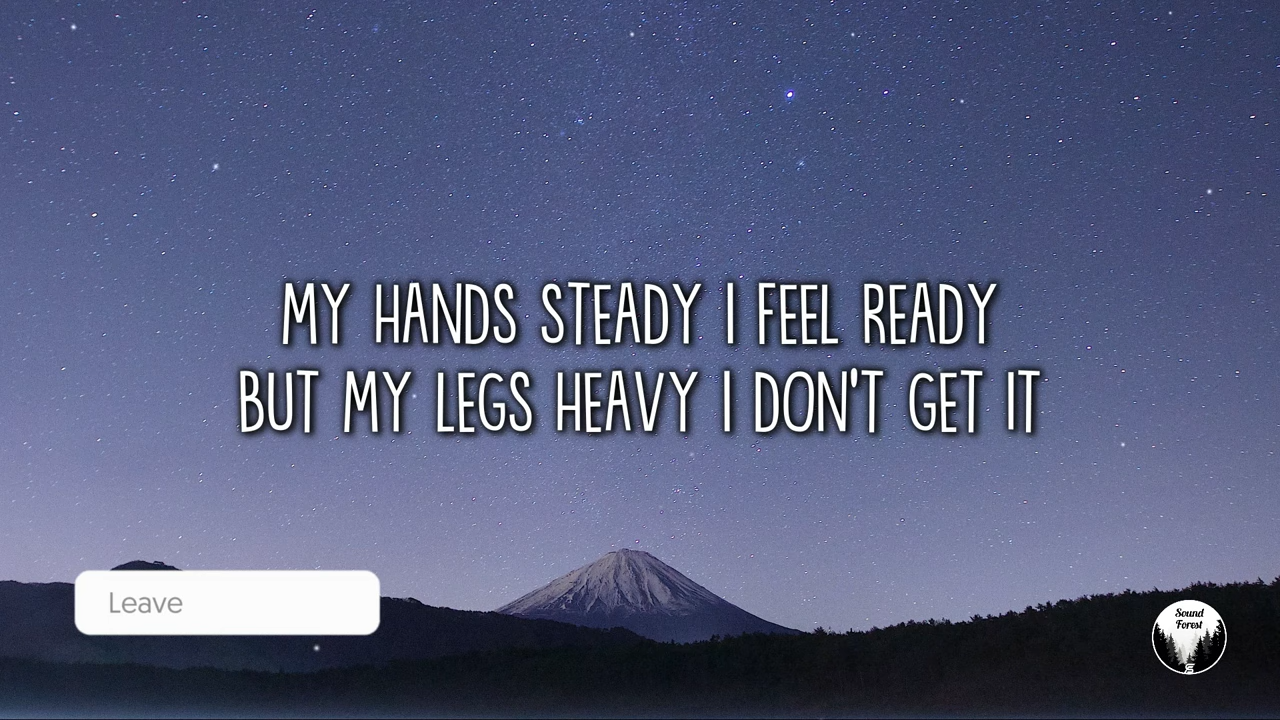 MY HANDS STEADY I FEEL READY
BUT MY LEGS HEAVY I DON'T GET IT
Leave
Sound
Forest